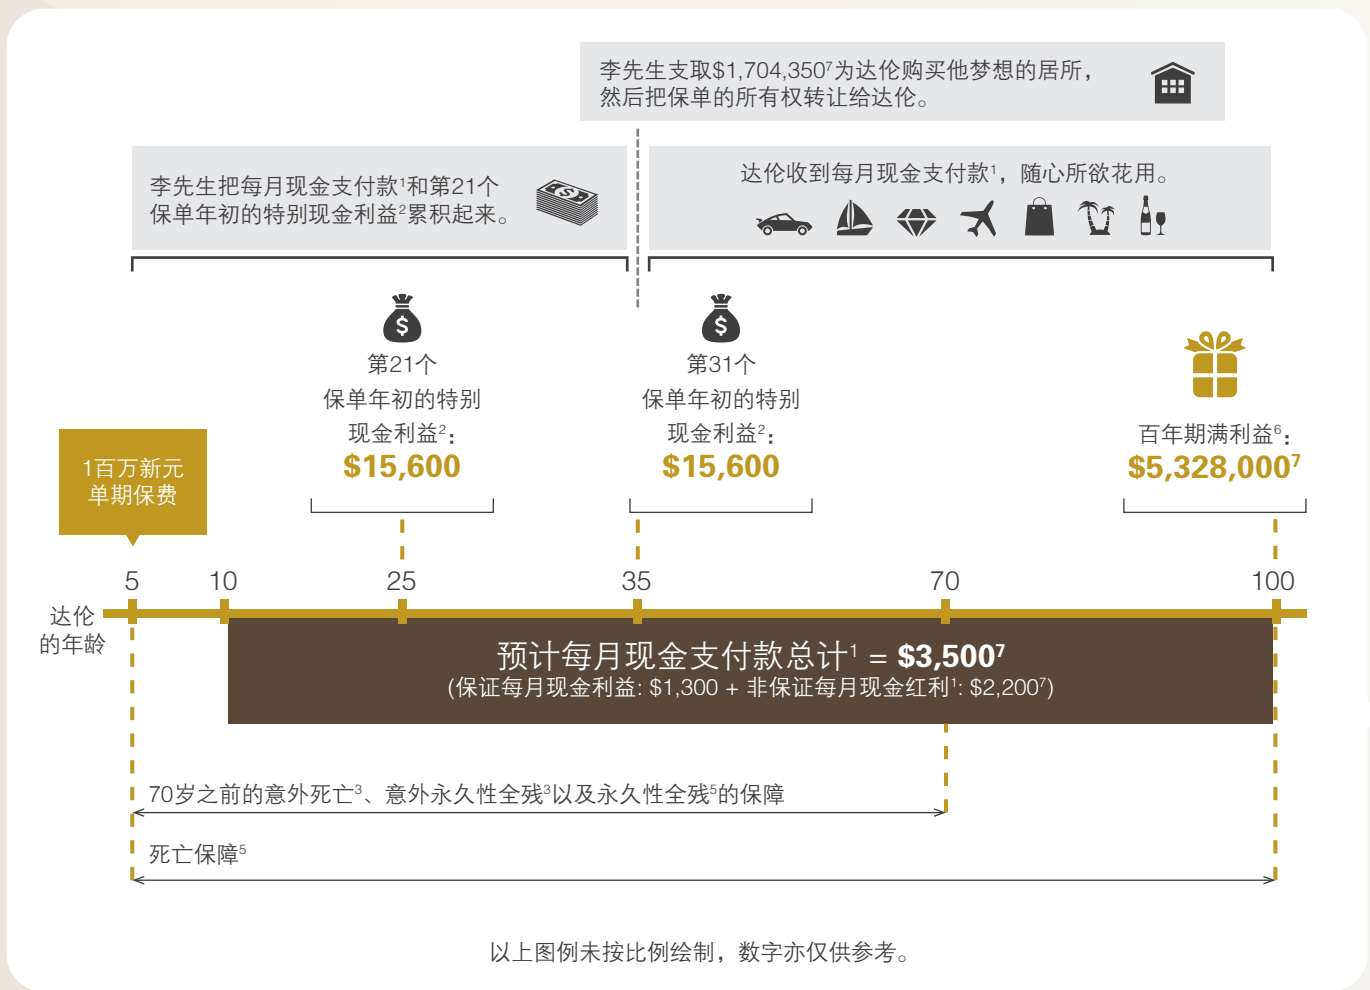 李先生支取$1,704,350⁷为达伦购买他梦想的居所，
然后把保单的所有权转让给达伦。
李先生把每月现金支付款¹和第21个
保单年初的特别现金利益²累积起来。
达伦收到每月现金支付款¹，随心所欲花用。
第21个
保单年初的特别
现金利益²：
$15,600
第31个
保单年初的特别
现金利益²：
$15,600
百年期满利益⁶：
$5,328,000⁷
1百万新元
单期保费
5 10 25 35 70 100
达伦
的年龄
预计每月现金支付款总计¹ = $3,500⁷
(保证每月现金利益: $1,300 + 非保证每月现金红利¹: $2,200⁷)
70岁之前的意外死亡³、意外永久性全残³以及永久性全残⁵的保障
死亡保障⁵
以上图例未按比例绘制，数字亦仅供参考。